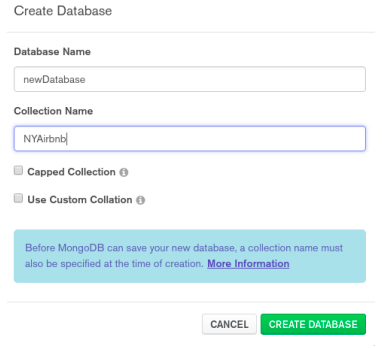 Create Database
Database Name
newDatabase
Collection Name
NYAirbnb
Capped Collection
Use Custom Collation
Before MongoDB can save your new database, a collection name must
also be specified at the time of creation. More Information
CANCEL CREATE DATABASE